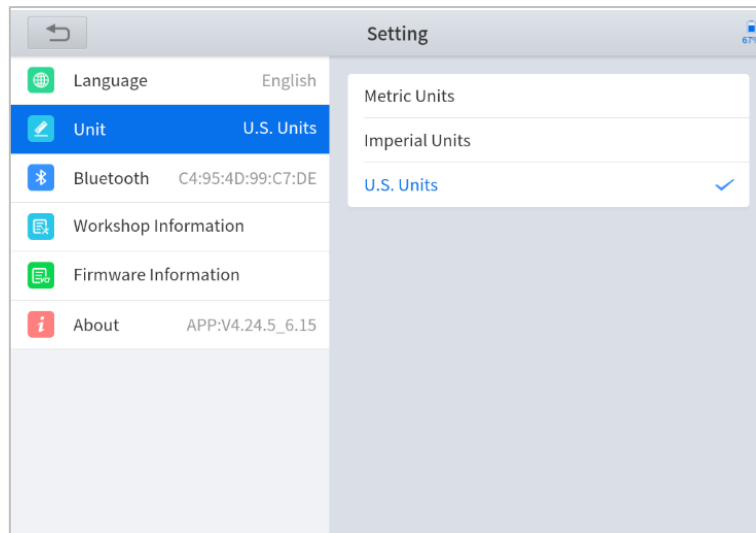 Setting
67%
Language English
Unit U.S. Units
Bluetooth C4:95:4D:99:C7:DE
Workshop Information
Firmware Information
About APP:V4.24.5_6.15
Metric Units
Imperial Units
U.S. Units